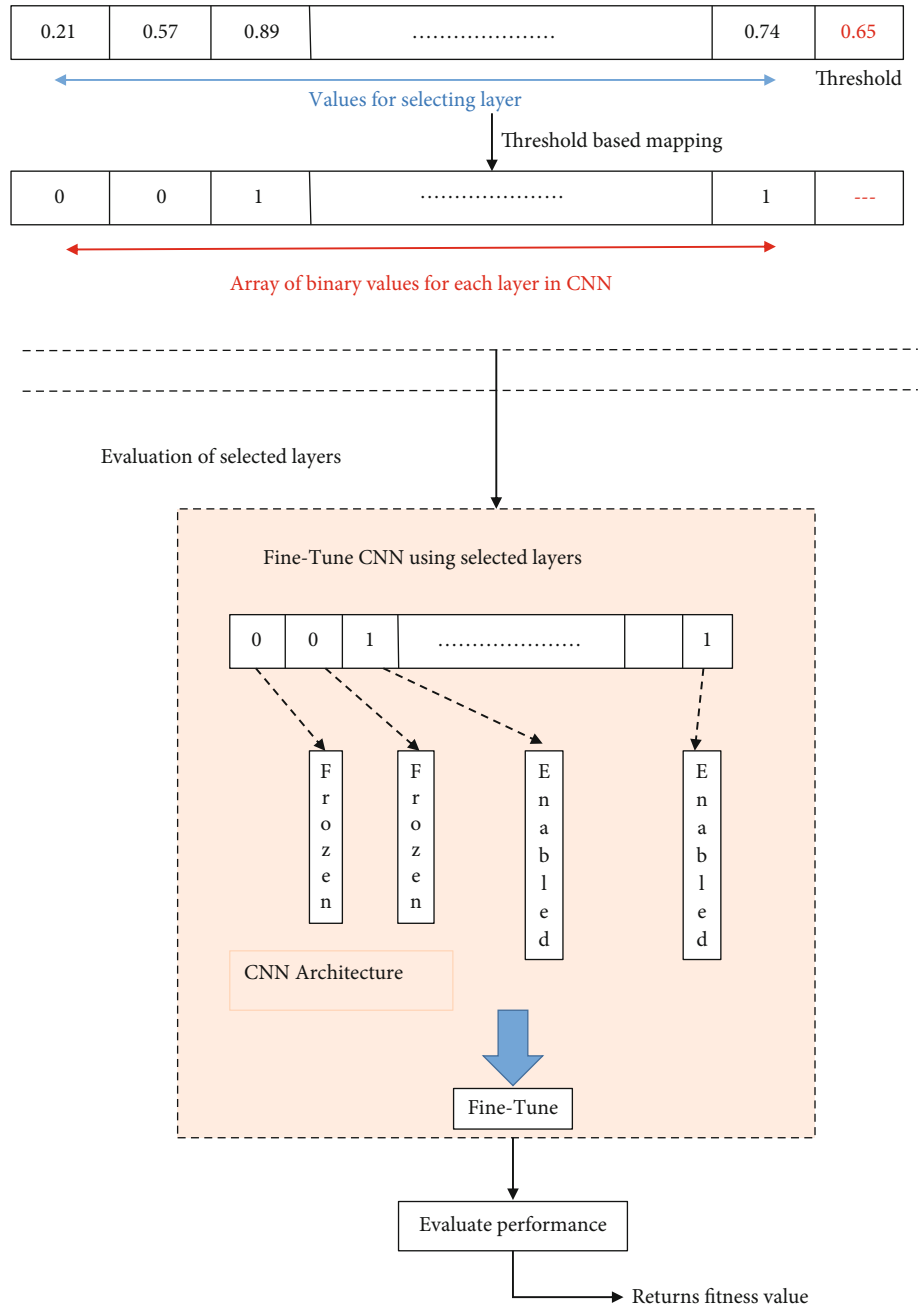 0.21 0.57 0.89 ..................... 0.74 0.65
Threshold
Values for selecting layer
Threshold based mapping
0 0 1 ..................... 1 ---
Array of binary values for each layer in CNN
Evaluation of selected layers
Fine-Tune CNN using selected layers
0 0 1 ..................... 1
Frozen
Frozen
Enabled
Enabled
CNN Architecture
Fine-Tune
Evaluate performance
Returns fitness value